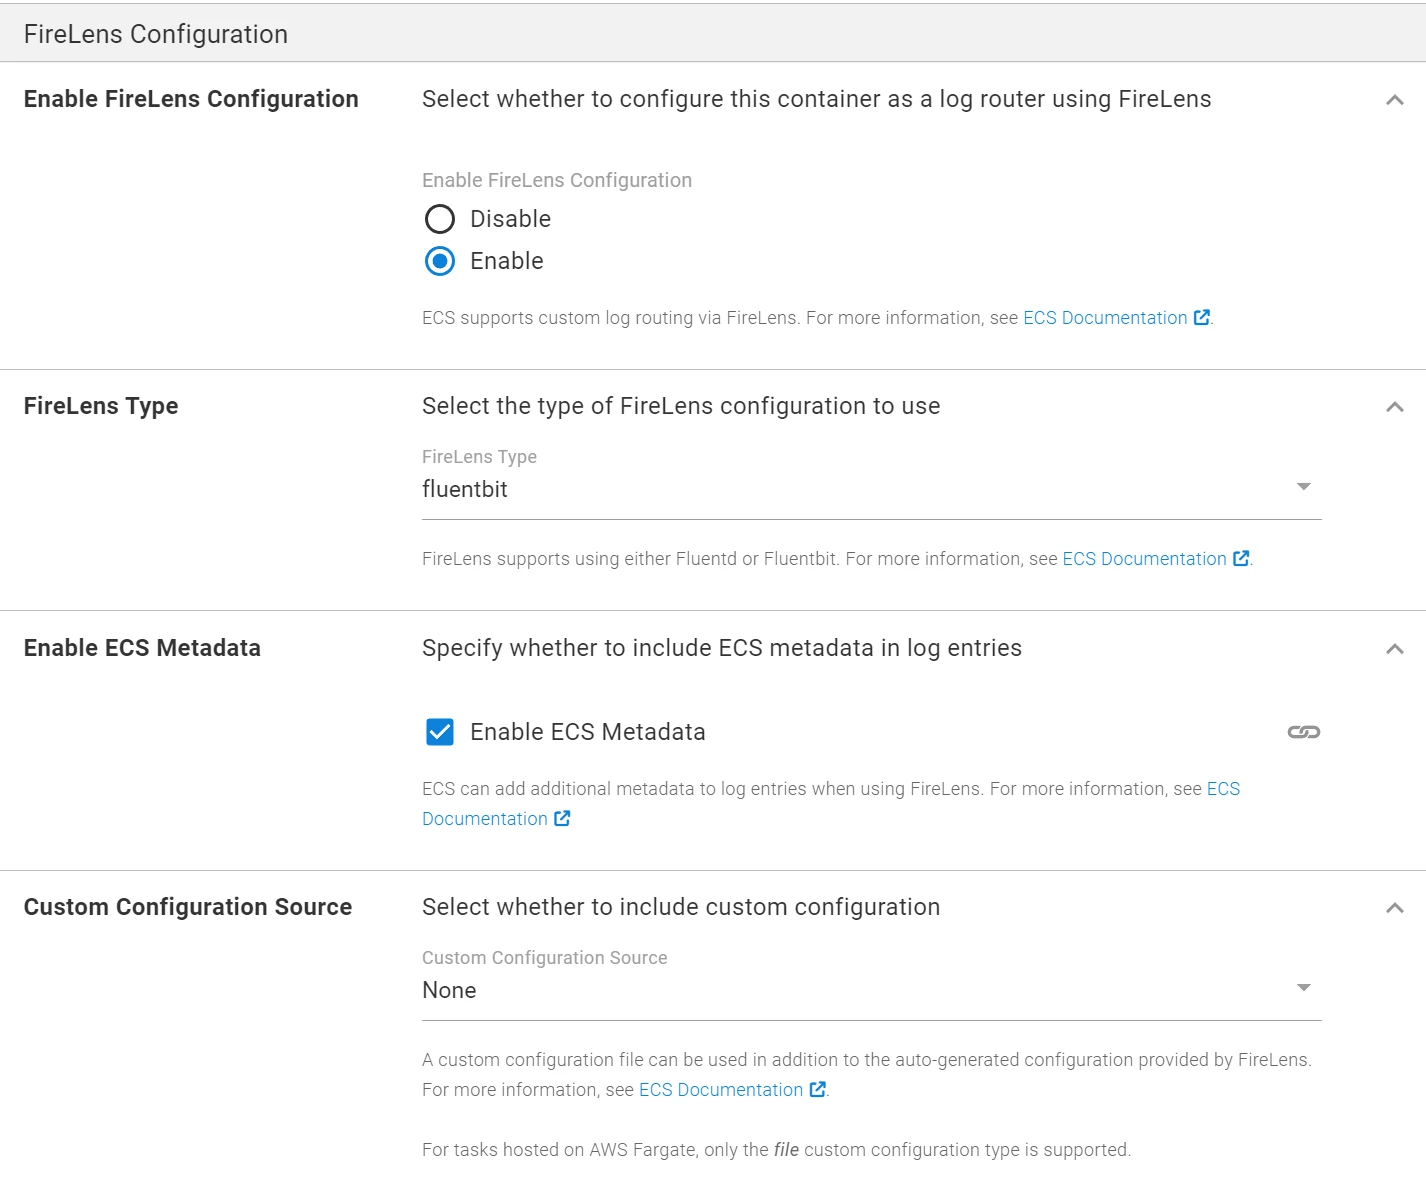 FireLens Configuration
Enable FireLens Configuration
Select whether to configure this container as a log router using FireLens
Enable FireLens Configuration
Disable
Enable
ECS supports custom log routing via FireLens. For more information, see ECS Documentation.
FireLens Type
Select the type of FireLens configuration to use
FireLens Type
fluentbit
FireLens supports using either Fluentd or Fluentbit. For more information, see ECS Documentation.
Enable ECS Metadata
Specify whether to include ECS metadata in log entries
Enable ECS Metadata
ECS can add additional metadata to log entries when using FireLens. For more information, see ECS
Documentation
Custom Configuration Source
Select whether to include custom configuration
Custom Configuration Source
None
A custom configuration file can be used in addition to the auto-generated configuration provided by FireLens.
For more information, see ECS Documentation.
For tasks hosted on AWS Fargate, only the file custom configuration type is supported.